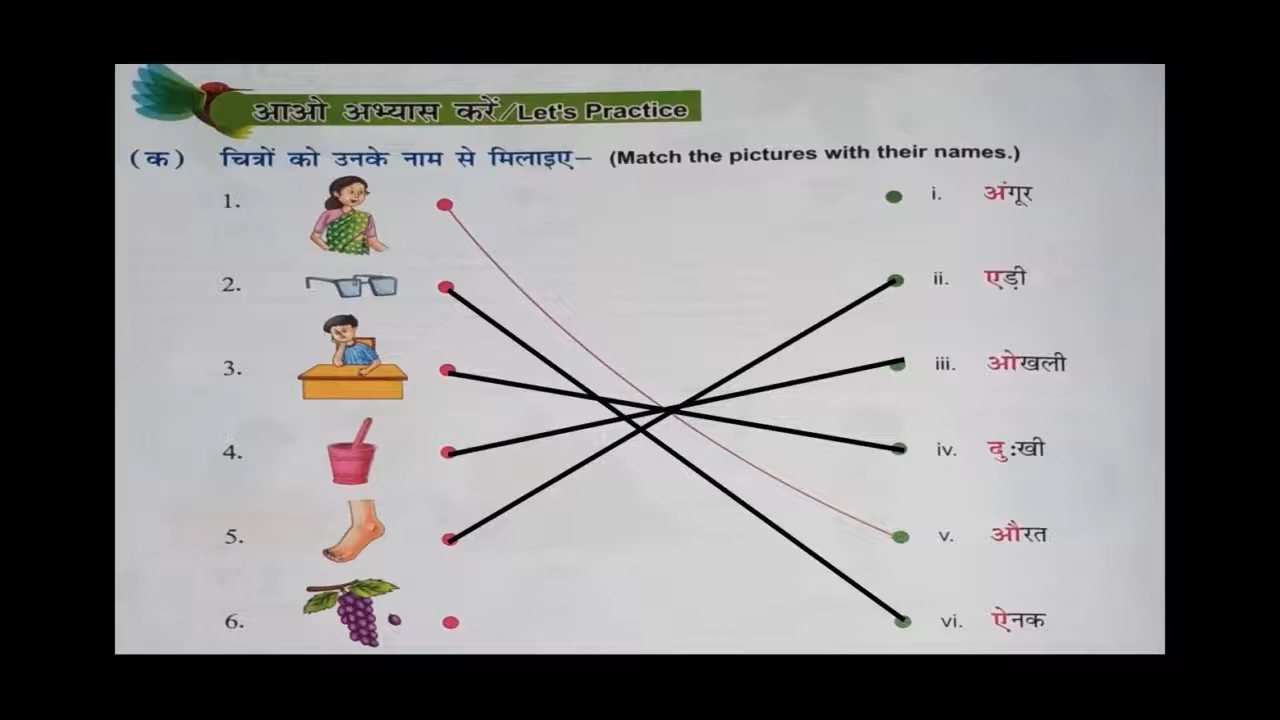 आओ अभ्यास करें/Let's Practice
(क) चित्रों को उनके नाम से मिलाइए– (Match the pictures with their names.)
1. i. अंगूर
2. ii. एड़ी
3. iii. ओखली
4. iv. दुःखी
5. v. औरत
6. vi. ऐनक